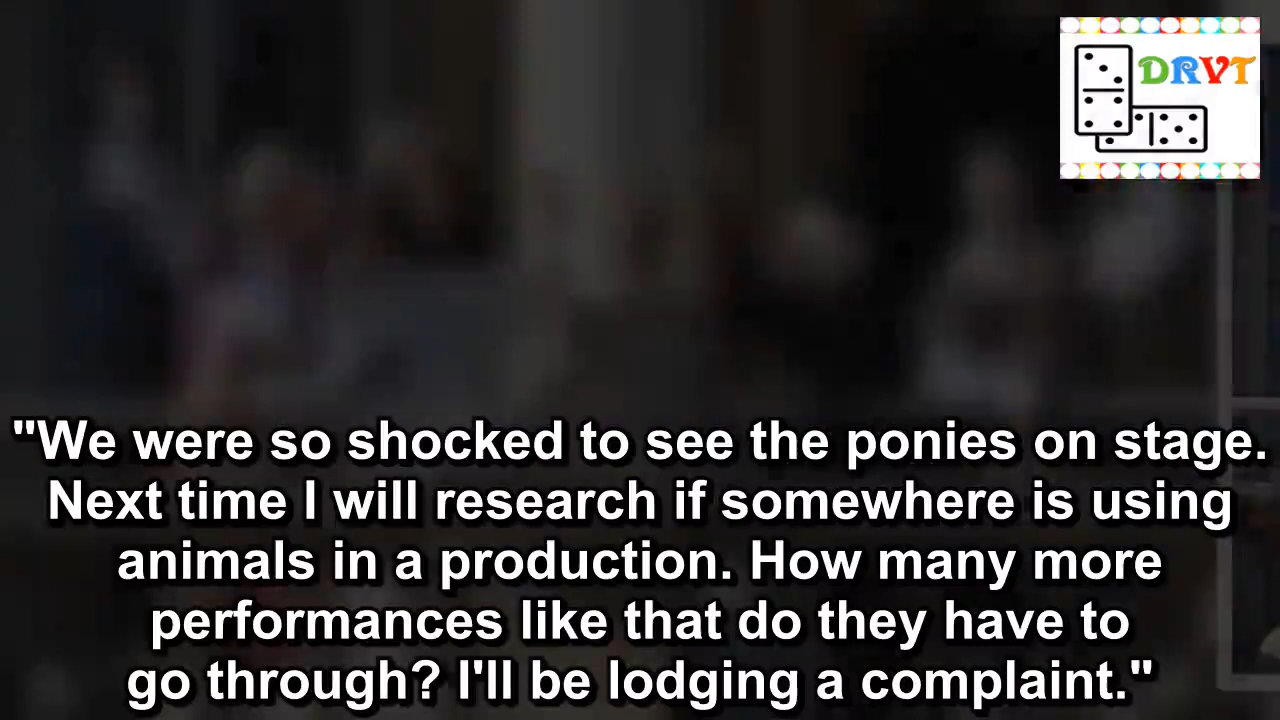 DRVT
"We were so shocked to see the ponies on stage.
Next time I will research if somewhere is using
animals in a production. How many more
performances like that do they have to
go through? I'll be lodging a complaint."